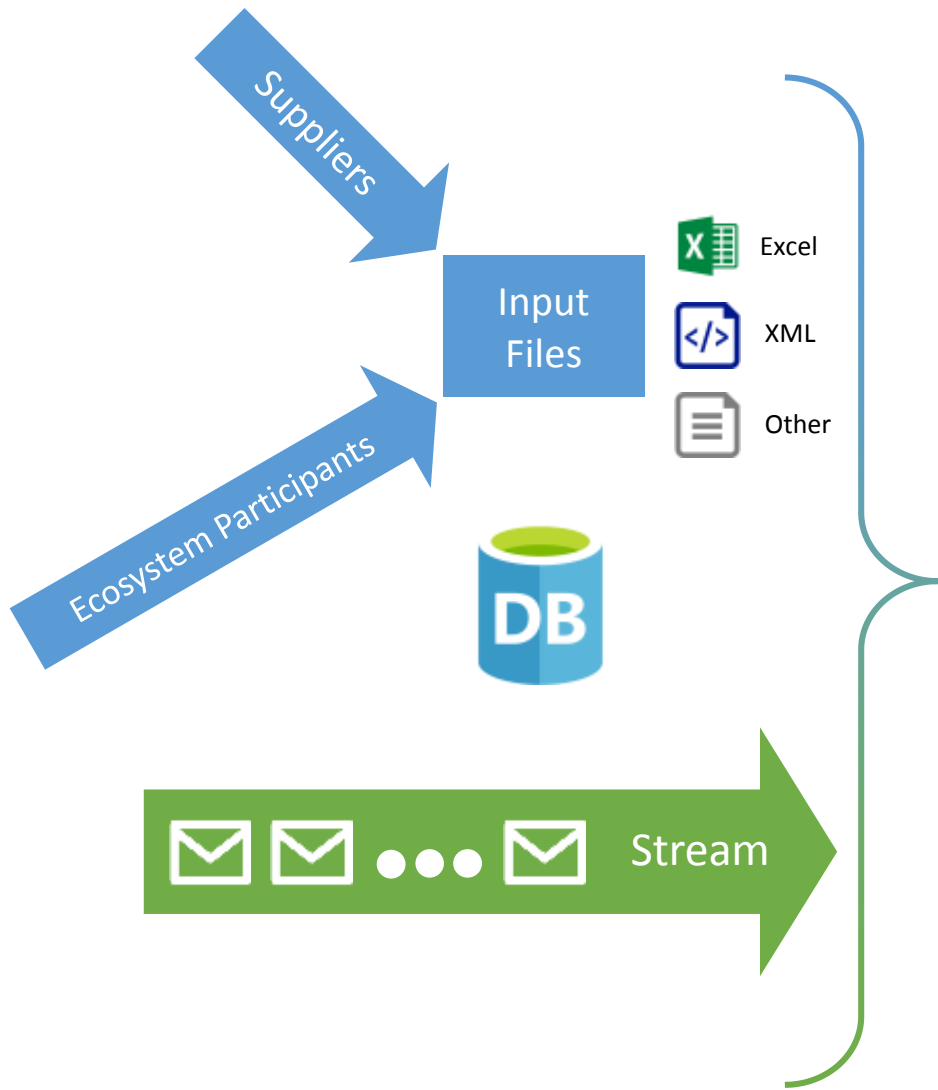 Suppliers
Input
Files
X
Excel
</>
XML
Other
Ecosystem Participants
DB
Stream